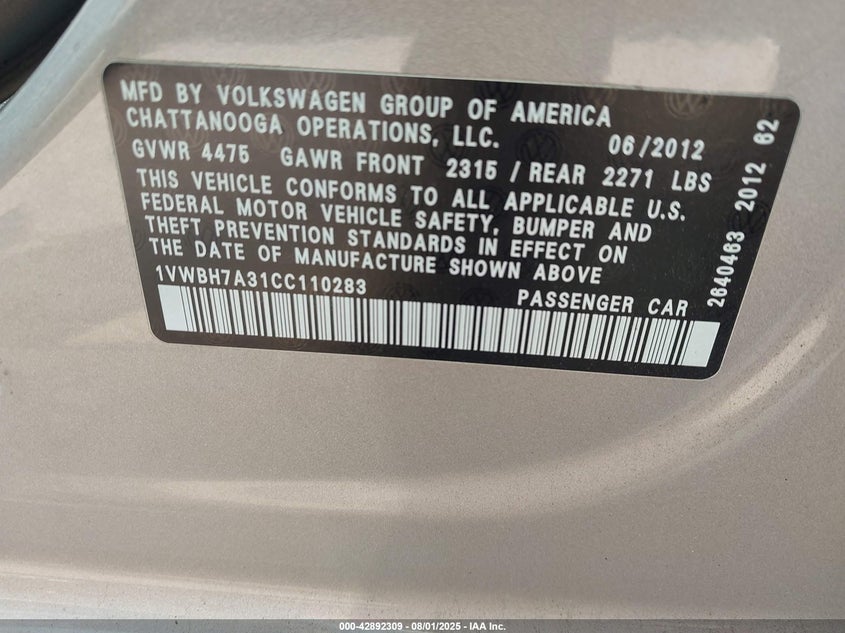 MFD BY VOLKSWAGEN GROUP OF AMERICA
CHATTANOOGA OPERATIONS, LLC. 06/2012
GVWR 4475 GAWR FRONT 2315 / REAR 2271 LBS
THIS VEHICLE CONFORMS TO ALL APPLICABLE U.S.
FEDERAL MOTOR VEHICLE SAFETY, BUMPER AND
THEFT PREVENTION STANDARDS IN EFFECT ON
THE DATE OF MANUFACTURE SHOWN ABOVE
1VWBH7A31CC110283 PASSENGER CAR
2640463 2012 62
000-42892309 - 08/01/2025 - IAA Inc.